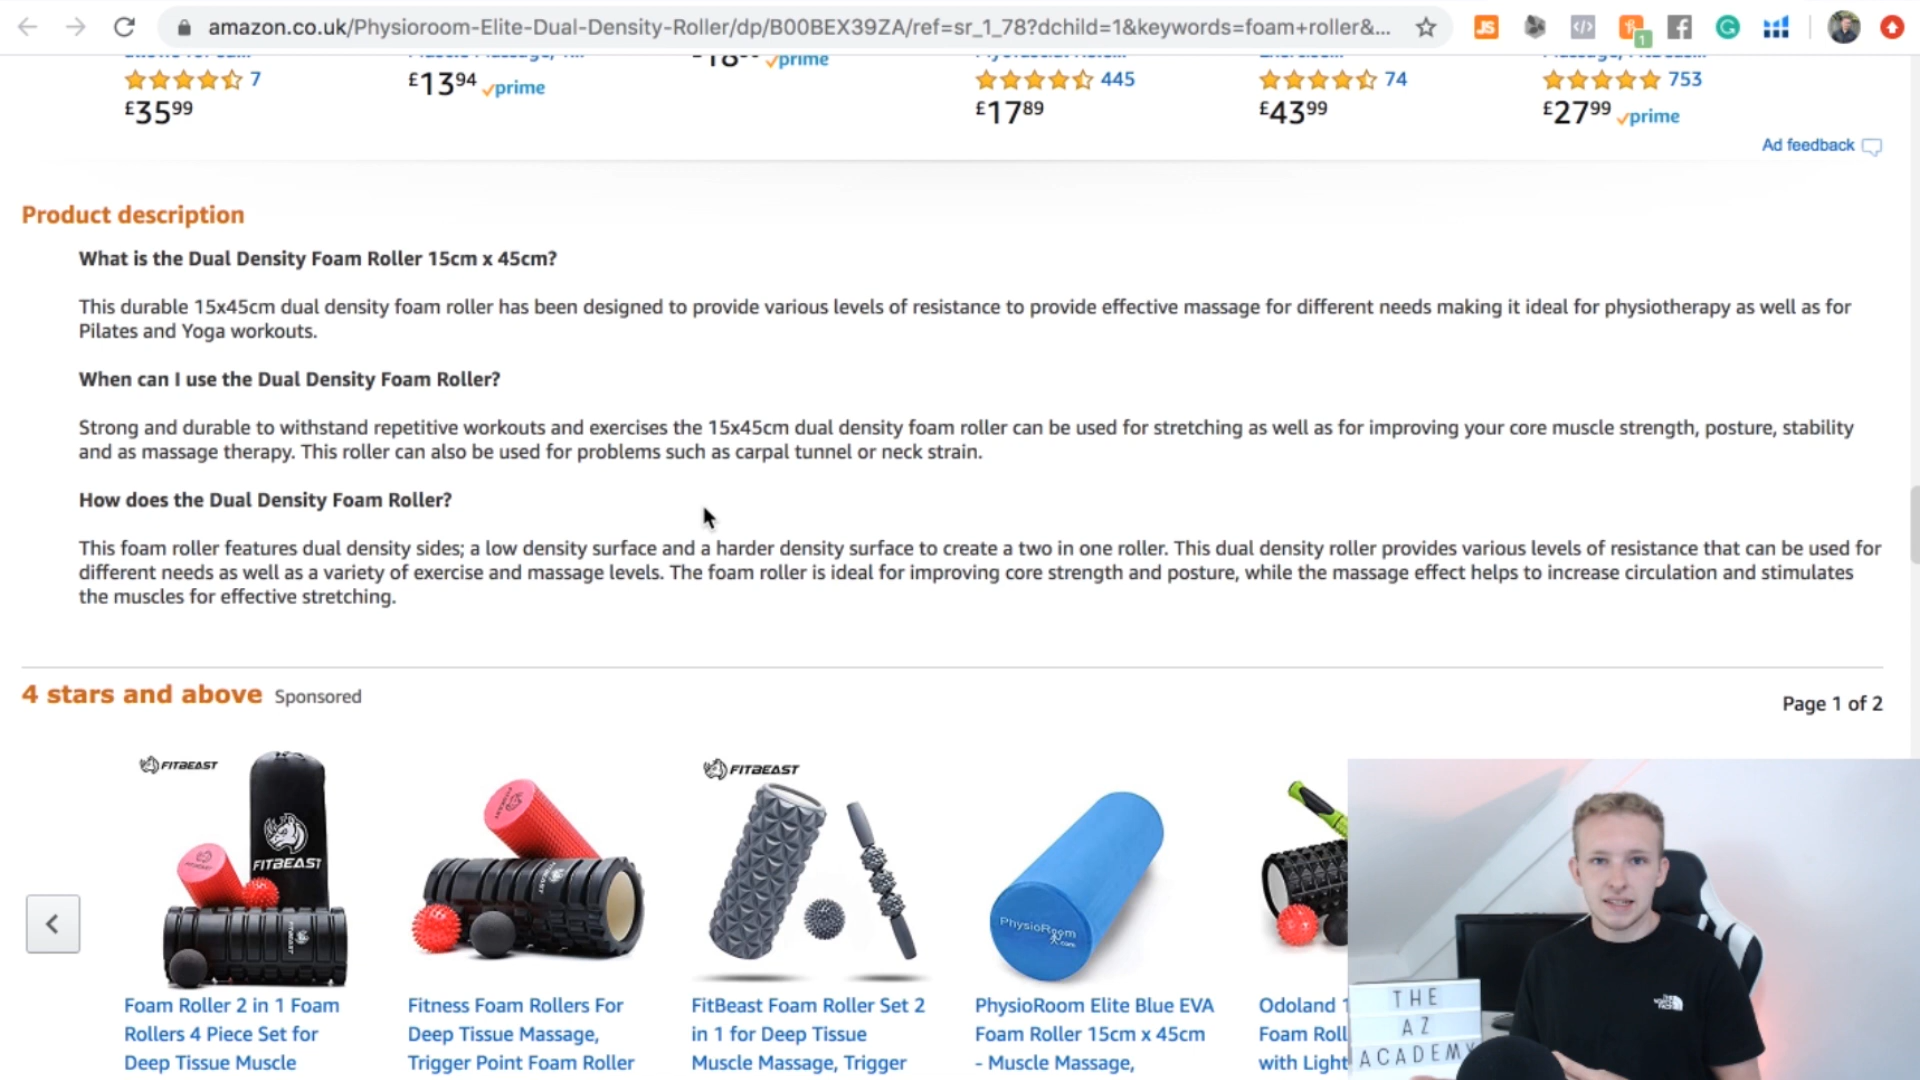 amazon.co.uk/Physioroom-Elite-Dual-Density-Roller/dp/B00BEX39ZA/ref=sr_1_78?dchild=1&keywords=foam+roller&...
JS
1
7
£35⁹⁹
£13⁹⁴ prime
prime
445
£17⁸⁹
74
£43⁹⁹
753
£27⁹⁹ prime
Ad feedback
Product description
What is the Dual Density Foam Roller 15cm x 45cm?
This durable 15x45cm dual density foam roller has been designed to provide various levels of resistance to provide effective massage for different needs making it ideal for physiotherapy as well as for
Pilates and Yoga workouts.
When can I use the Dual Density Foam Roller?
Strong and durable to withstand repetitive workouts and exercises the 15x45cm dual density foam roller can be used for stretching as well as for improving your core muscle strength, posture, stability
and as massage therapy. This roller can also be used for problems such as carpal tunnel or neck strain.
How does the Dual Density Foam Roller?
This foam roller features dual density sides; a low density surface and a harder density surface to create a two in one roller. This dual density roller provides various levels of resistance that can be used for
different needs as well as a variety of exercise and massage levels. The foam roller is ideal for improving core strength and posture, while the massage effect helps to increase circulation and stimulates
the muscles for effective stretching.
4 stars and above Sponsored
Page 1 of 2
FITBEAST
FITBEAST
FITBEAST
PhysioRoom
.com
Foam Roller 2 in 1 Foam
Rollers 4 Piece Set for
Deep Tissue Muscle
Fitness Foam Rollers For
Deep Tissue Massage,
Trigger Point Foam Roller
FitBeast Foam Roller Set 2
in 1 for Deep Tissue
Muscle Massage, Trigger
PhysioRoom Elite Blue EVA
Foam Roller 15cm x 45cm
- Muscle Massage,
Odoland
Foam Roll
with Light
THE
AZ
ACADEMY